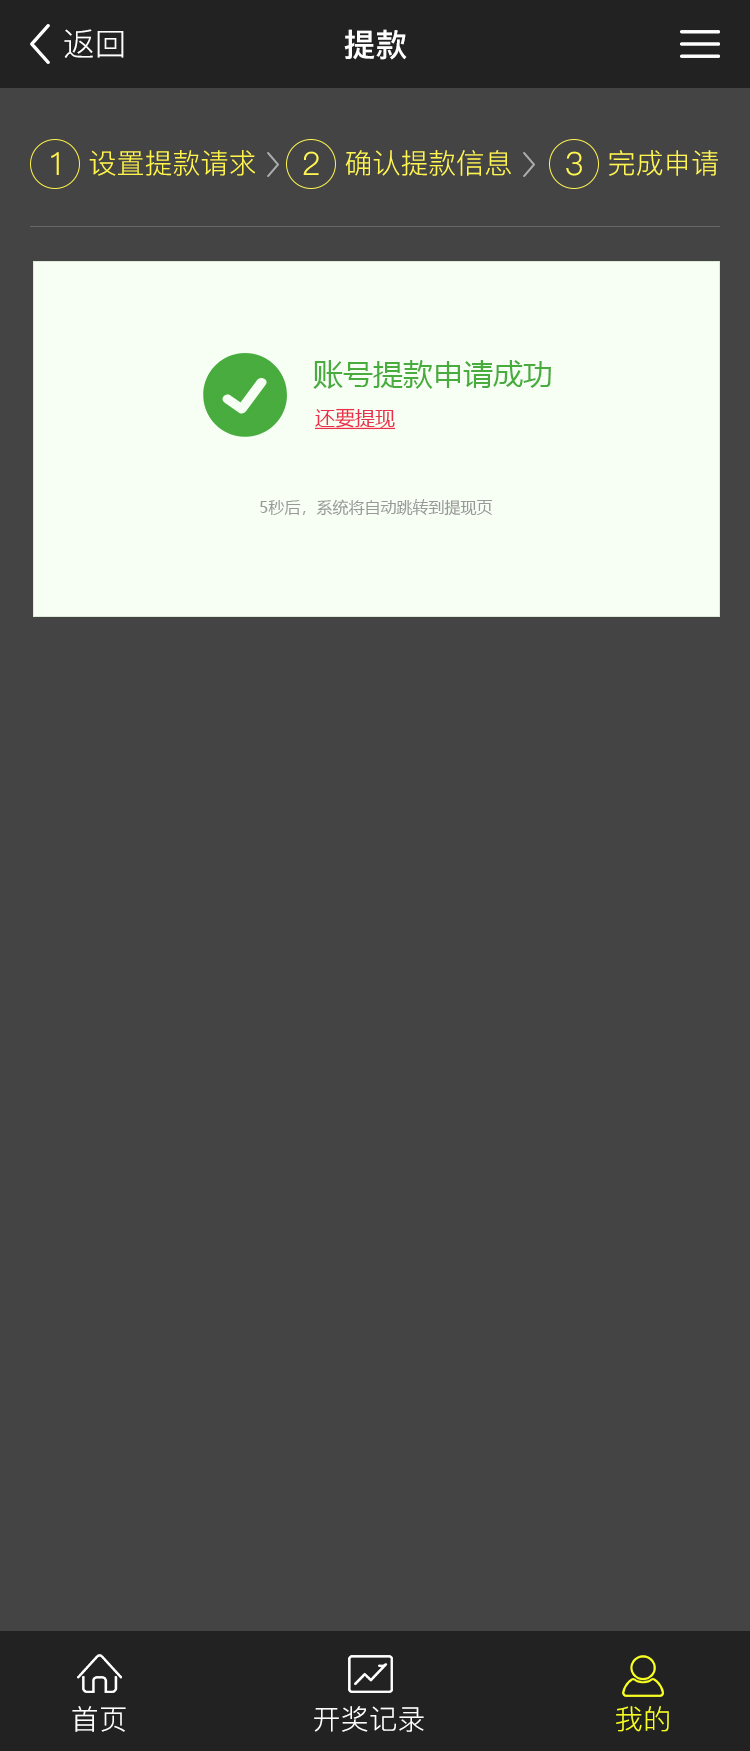 返回 提款
1 设置提款请求 2 确认提款信息 3 完成申请
账号提款申请成功
还要提现
5秒后，系统将自动跳转到提现页
首页 开奖记录 我的